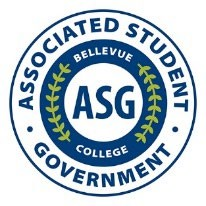 ASSOCIATED STUDENT
BELLEVUE
ASG
COLLEGE
· GOVERNMENT ·